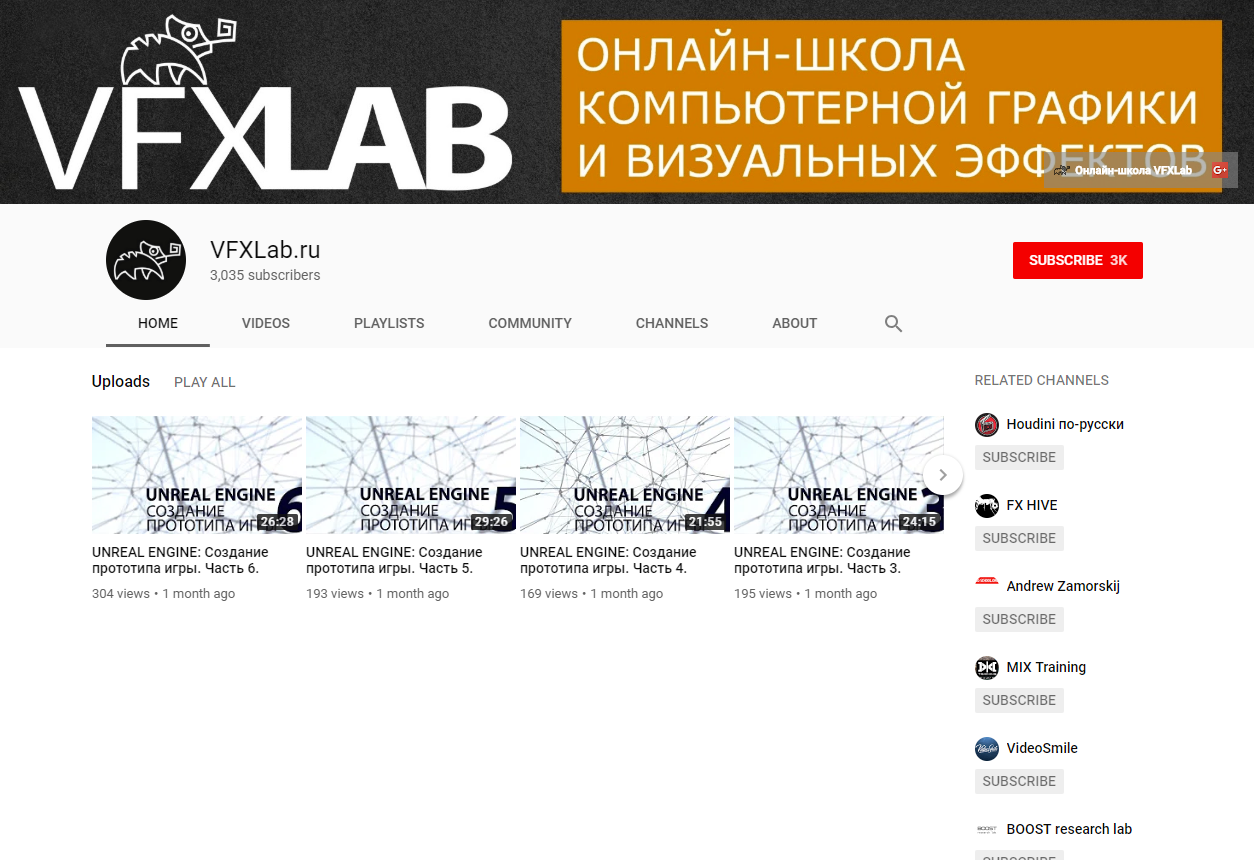 VFXLAB
ОНЛАЙН-ШКОЛА
КОМПЬЮТЕРНОЙ ГРАФИКИ
И ВИЗУАЛЬНЫХ ЭФФЕКТОВ
Онлайн-школа VFXLab G+
VFXLab.ru
3,035 subscribers
SUBSCRIBE 3K
HOME VIDEOS PLAYLISTS COMMUNITY CHANNELS ABOUT
Uploads PLAY ALL
UNREAL ENGINE 6
СОЗДАНИЕ
ПРОТОТИПА ИГ
26:28
UNREAL ENGINE: Создание
прототипа игры. Часть 6.
304 views • 1 month ago
UNREAL ENGINE 5
СОЗДАНИЕ
ПРОТОТИПА ИГ
29:26
UNREAL ENGINE: Создание
прототипа игры. Часть 5.
193 views • 1 month ago
UNREAL ENGINE 4
СОЗДАНИЕ
ПРОТОТИПА ИГ
21:55
UNREAL ENGINE: Создание
прототипа игры. Часть 4.
169 views • 1 month ago
UNREAL ENGINE 3
СОЗДАНИЕ
ПРОТОТИПА ИГ
24:15
UNREAL ENGINE: Создание
прототипа игры. Часть 3.
195 views • 1 month ago
RELATED CHANNELS
Houdini по-русски
SUBSCRIBE
FX HIVE
SUBSCRIBE
Andrew Zamorskij
SUBSCRIBE
MIX Training
SUBSCRIBE
VideoSmile
SUBSCRIBE
BOOST research lab
SUBSCRIBE